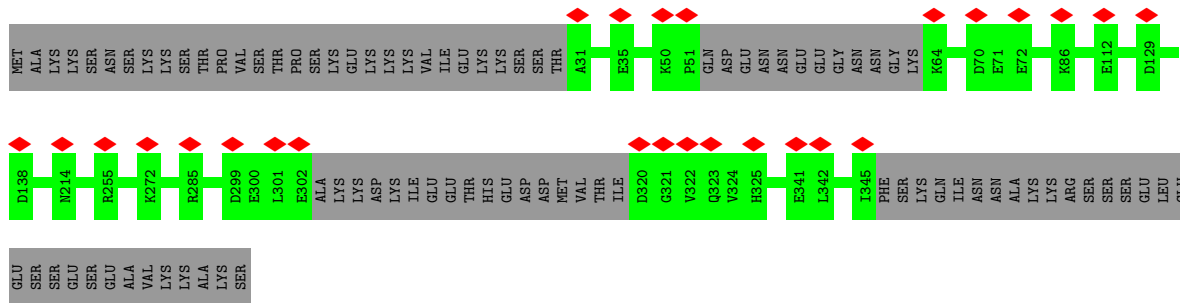 MET ALA LYS LYS SER ASN SER LYS LYS SER THR PRO VAL SER THR PRO SER LYS GLU LYS LYS LYS VAL ILE GLU LYS LYS SER SER THR A31 E35 K50 P51 GLN ASP GLU ASN ASN GLU GLU GLY ASN ASN GLY LYS K64 D70 E71 E72 K86 E112 D129
D138 N214 R255 K272 R285 D299 E300 L301 E302 ALA LYS LYS ASP LYS ILE GLU GLU THR HIS GLU ASP ASP MET VAL THR ILE D320 G321 V322 Q323 V324 H325 E341 L342 I345 PHE SER LYS GLN ILE ASN ASN ALA LYS LYS ARG SER SER SER GLU LEU
GLU SER SER GLU SER GLU ALA VAL LYS LYS ALA LYS SER